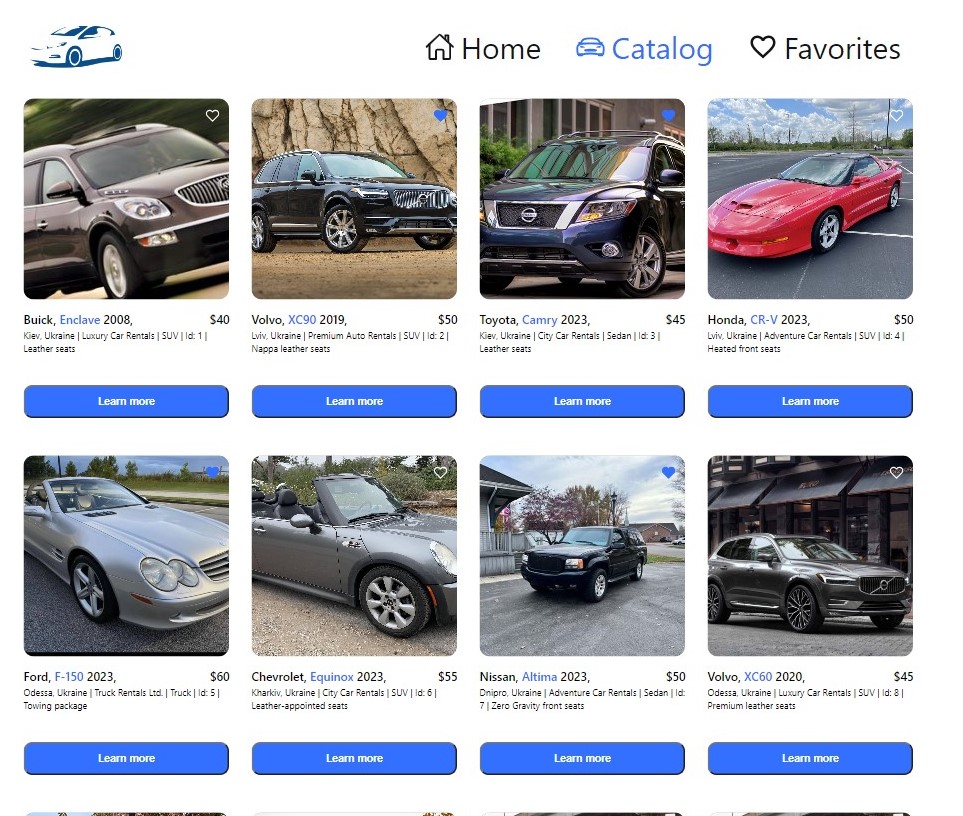 Home Catalog Favorites
Buick, Enclave 2008, $40
Kiev, Ukraine | Luxury Car Rentals | SUV | Id: 1 |
Leather seats
Learn more
Volvo, XC90 2019, $50
Lviv, Ukraine | Premium Auto Rentals | SUV | Id: 2 |
Nappa leather seats
Learn more
Toyota, Camry 2023, $45
Kiev, Ukraine | City Car Rentals | Sedan | Id: 3 |
Leather seats
Learn more
Honda, CR-V 2023, $50
Lviv, Ukraine | Adventure Car Rentals | SUV | Id: 4 |
Heated front seats
Learn more
Ford, F-150 2023, $60
Odessa, Ukraine | Truck Rentals Ltd. | Truck | Id: 5 |
Towing package
Learn more
Chevrolet, Equinox 2023, $55
Kharkiv, Ukraine | City Car Rentals | SUV | Id: 6 |
Leather-appointed seats
Learn more
Nissan, Altima 2023, $50
Dnipro, Ukraine | Adventure Car Rentals | Sedan | Id:
7 | Zero Gravity front seats
Learn more
Volvo, XC60 2020, $45
Odessa, Ukraine | Luxury Car Rentals | SUV | Id: 8 |
Premium leather seats
Learn more